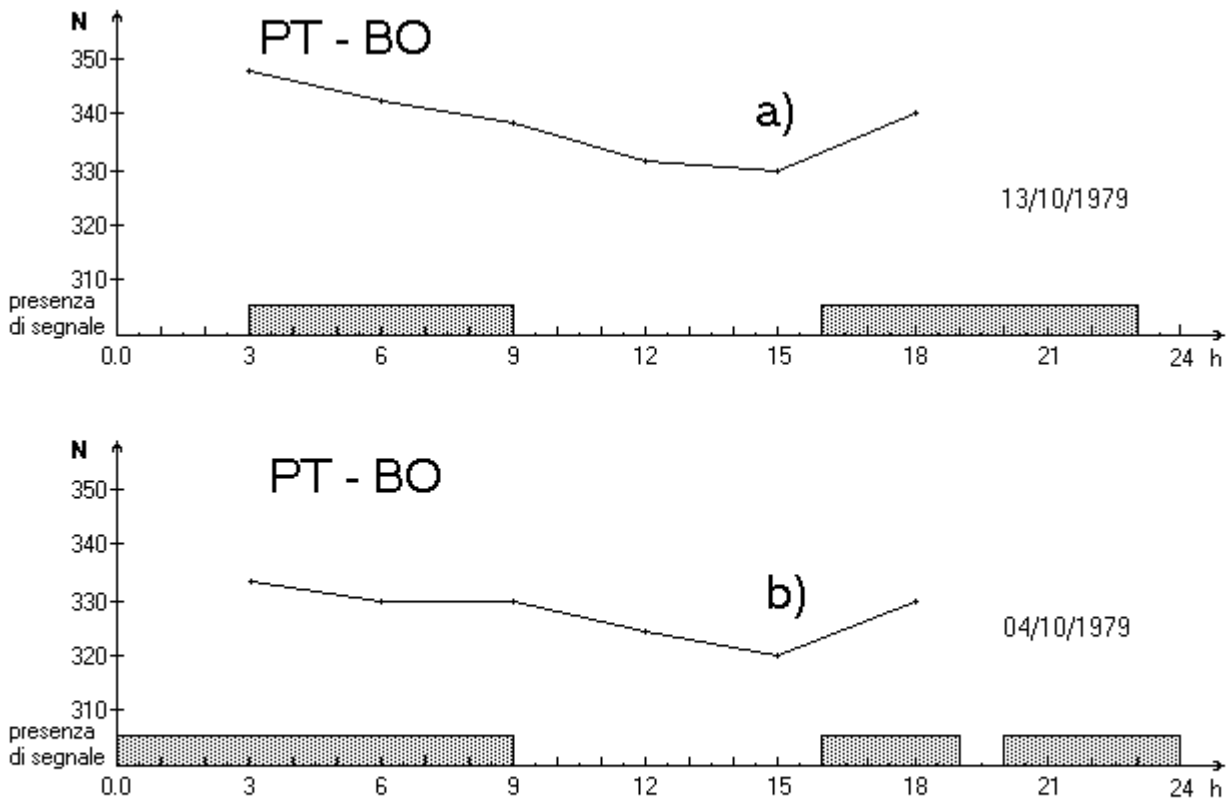 N
PT - BO
350
340
a)
330
13/10/1979
320
310
presenza
di segnale
0.0 3 6 9 12 15 18 21 24 h
N
PT - BO
350
340
330
b)
04/10/1979
320
310
presenza
di segnale
0.0 3 6 9 12 15 18 21 24 h